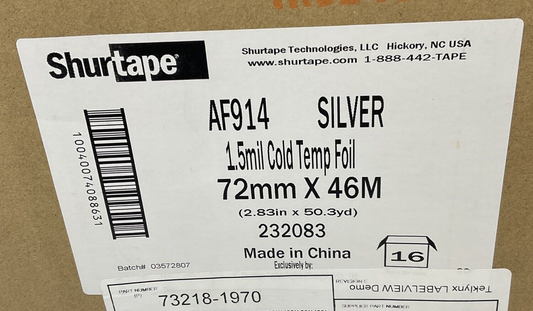 Shurtape®
Shurtape Technologies, LLC Hickory, NC USA
www.shurtape.com 1-888-442-TAPE
AF914 SILVER
1.5mil Cold Temp Foil
72mm X 46M
(2.83in x 50.3yd)
232083
Made in China
Exclusively by:
16
10040074088631
Batch# 03572807
PART NUMBER
(P)
73218-1970
Teklynx LABELVIEW Demo